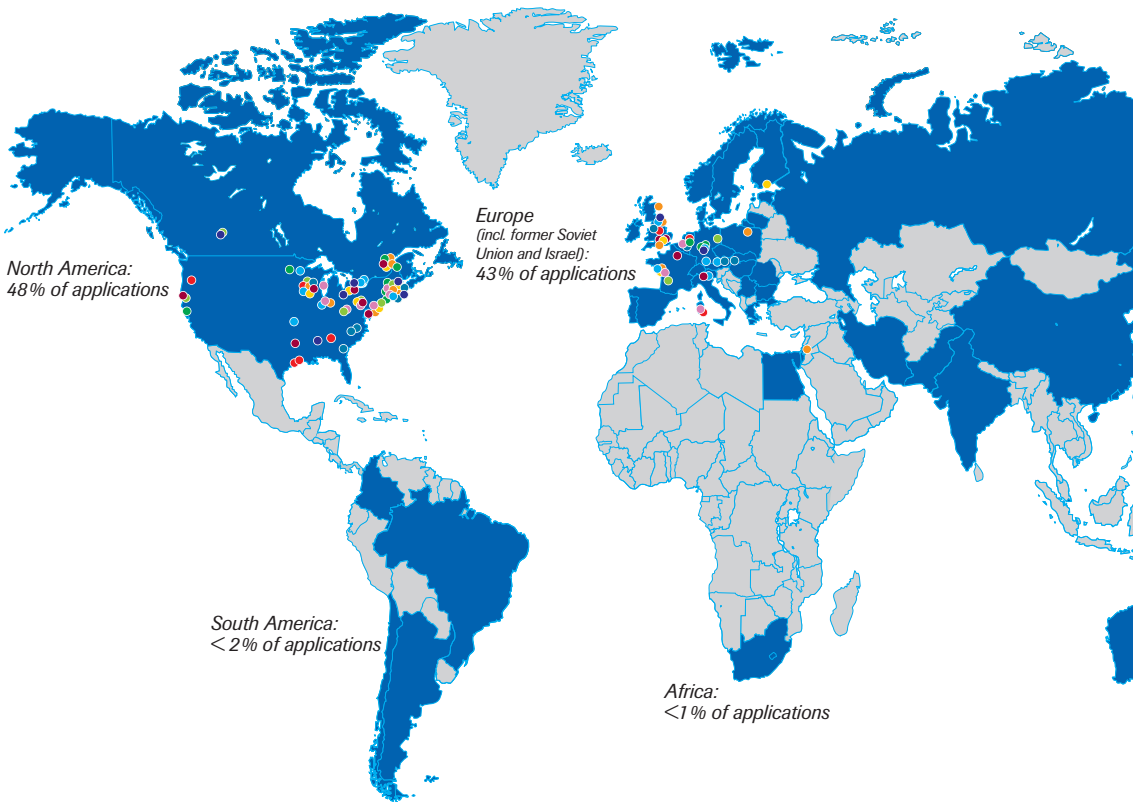 North America:
48% of applications
Europe
(incl. former Soviet
Union and Israel):
43% of applications
South America:
<2% of applications
Africa:
<1% of applications